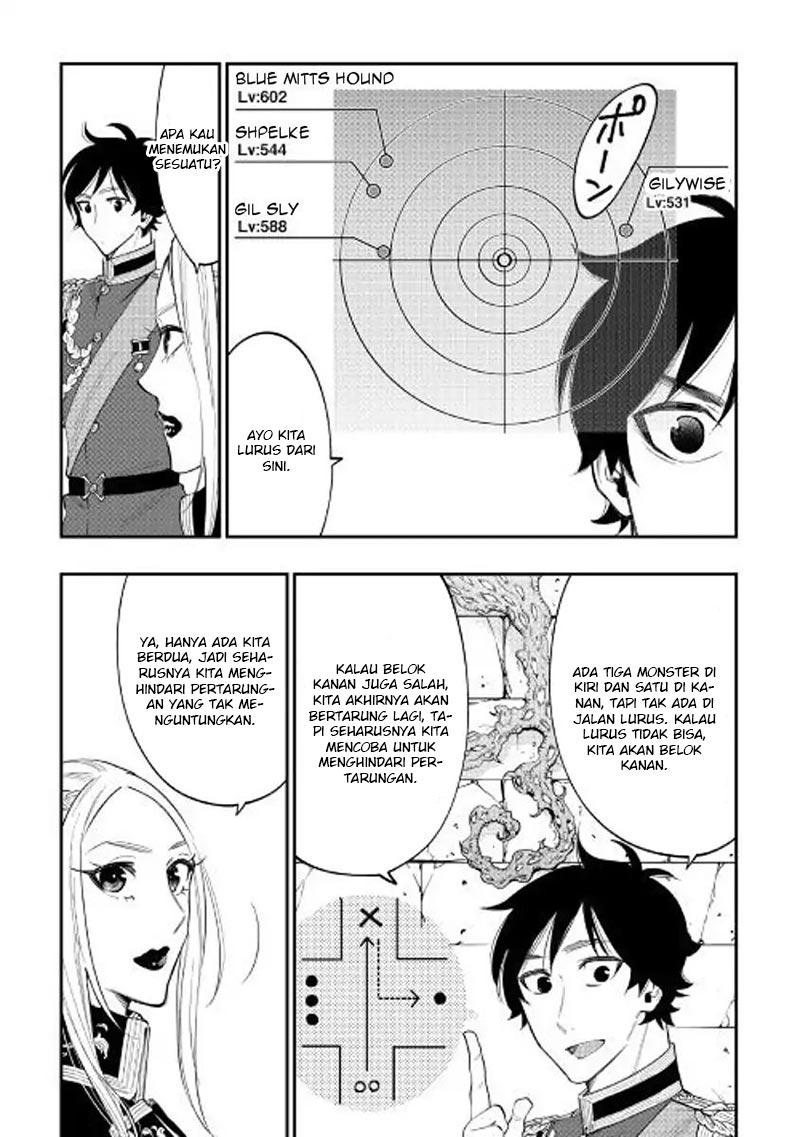 BLUE MITTS HOUND
Lv:602
SHPELKE
Lv:544
GIL SLY
Lv:588
ポーン
GILYWISE
Lv:531
AYO KITA
LURUS DARI
SINI.
APA KAU
MENEMUKAN
SESUATU?
ADA TIGA MONSTER DI
KIRI DAN SATU DI KA-
NAN, TAPI TAK ADA DI
JALAN LURUS. KALAU
LURUS TIDAK BISA,
KITA AKAN BELOK
KANAN.
KALAU BELOK
KANAN JUGA SALAH,
KITA AKHIRNYA AKAN
BERTARUNG LAGI, TA-
PI SEHARUSNYA KITA
MENCOBA UNTUK
MENGHINDARI PER-
TARUNGAN.
YA, HANYA ADA KITA
BERDUA, JADI SEHA-
RUSNYA KITA MENG-
HINDARI PERTARUNG-
AN YANG TAK ME-
NGUNTUNGKAN.